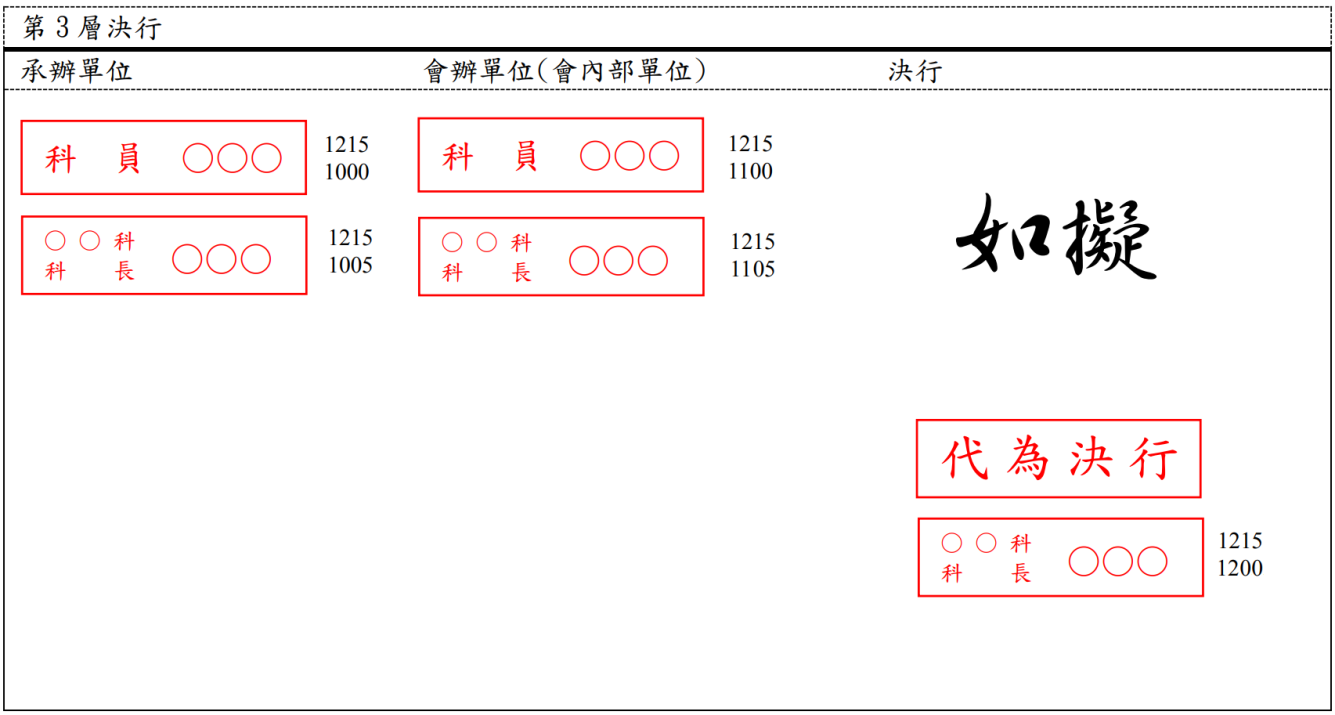 第3層決行
承辦單位 會辦單位(會內部單位) 決行
科 員 ○○○ 1215 1000
○○科 科長 ○○○ 1215 1005
科 員 ○○○ 1215 1100
○○科 科長 ○○○ 1215 1105
如擬
代為決行
○○科 科長 ○○○ 1215 1200